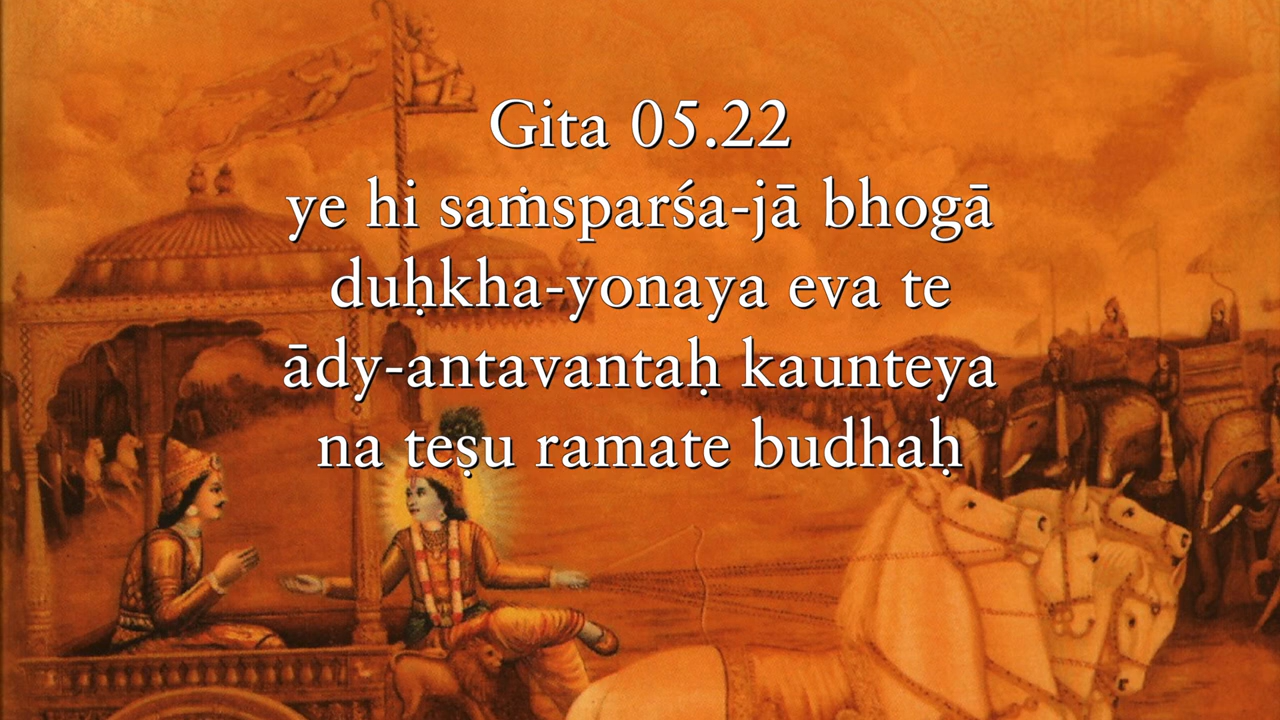 Gita 05.22
ye hi saṁsparśa-jā bhogā
duḥkha-yonaya eva te
ādy-antavantaḥ kaunteya
na teṣu ramate budhaḥ